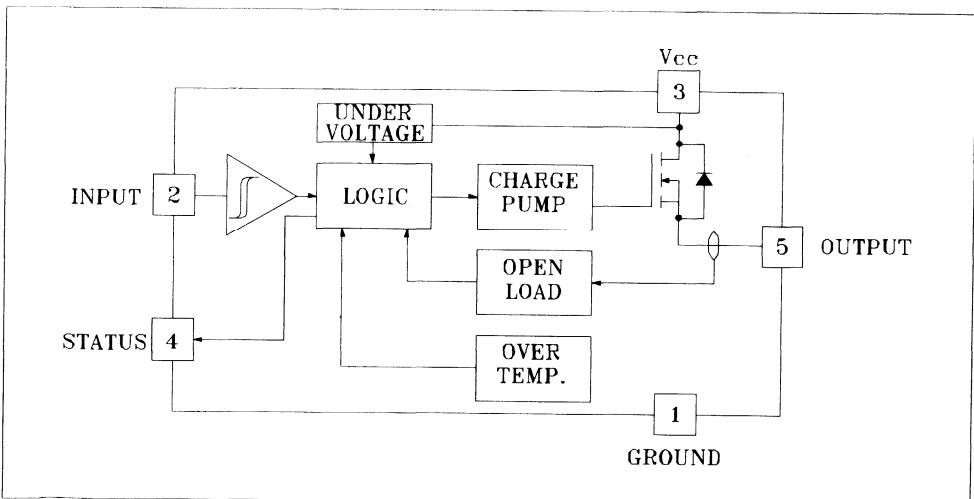 Vcc
3
UNDER
VOLTAGE
INPUT
2
LOGIC
CHARGE
PUMP
5
OUTPUT
OPEN
LOAD
STATUS
4
OVER
TEMP.
1
GROUND